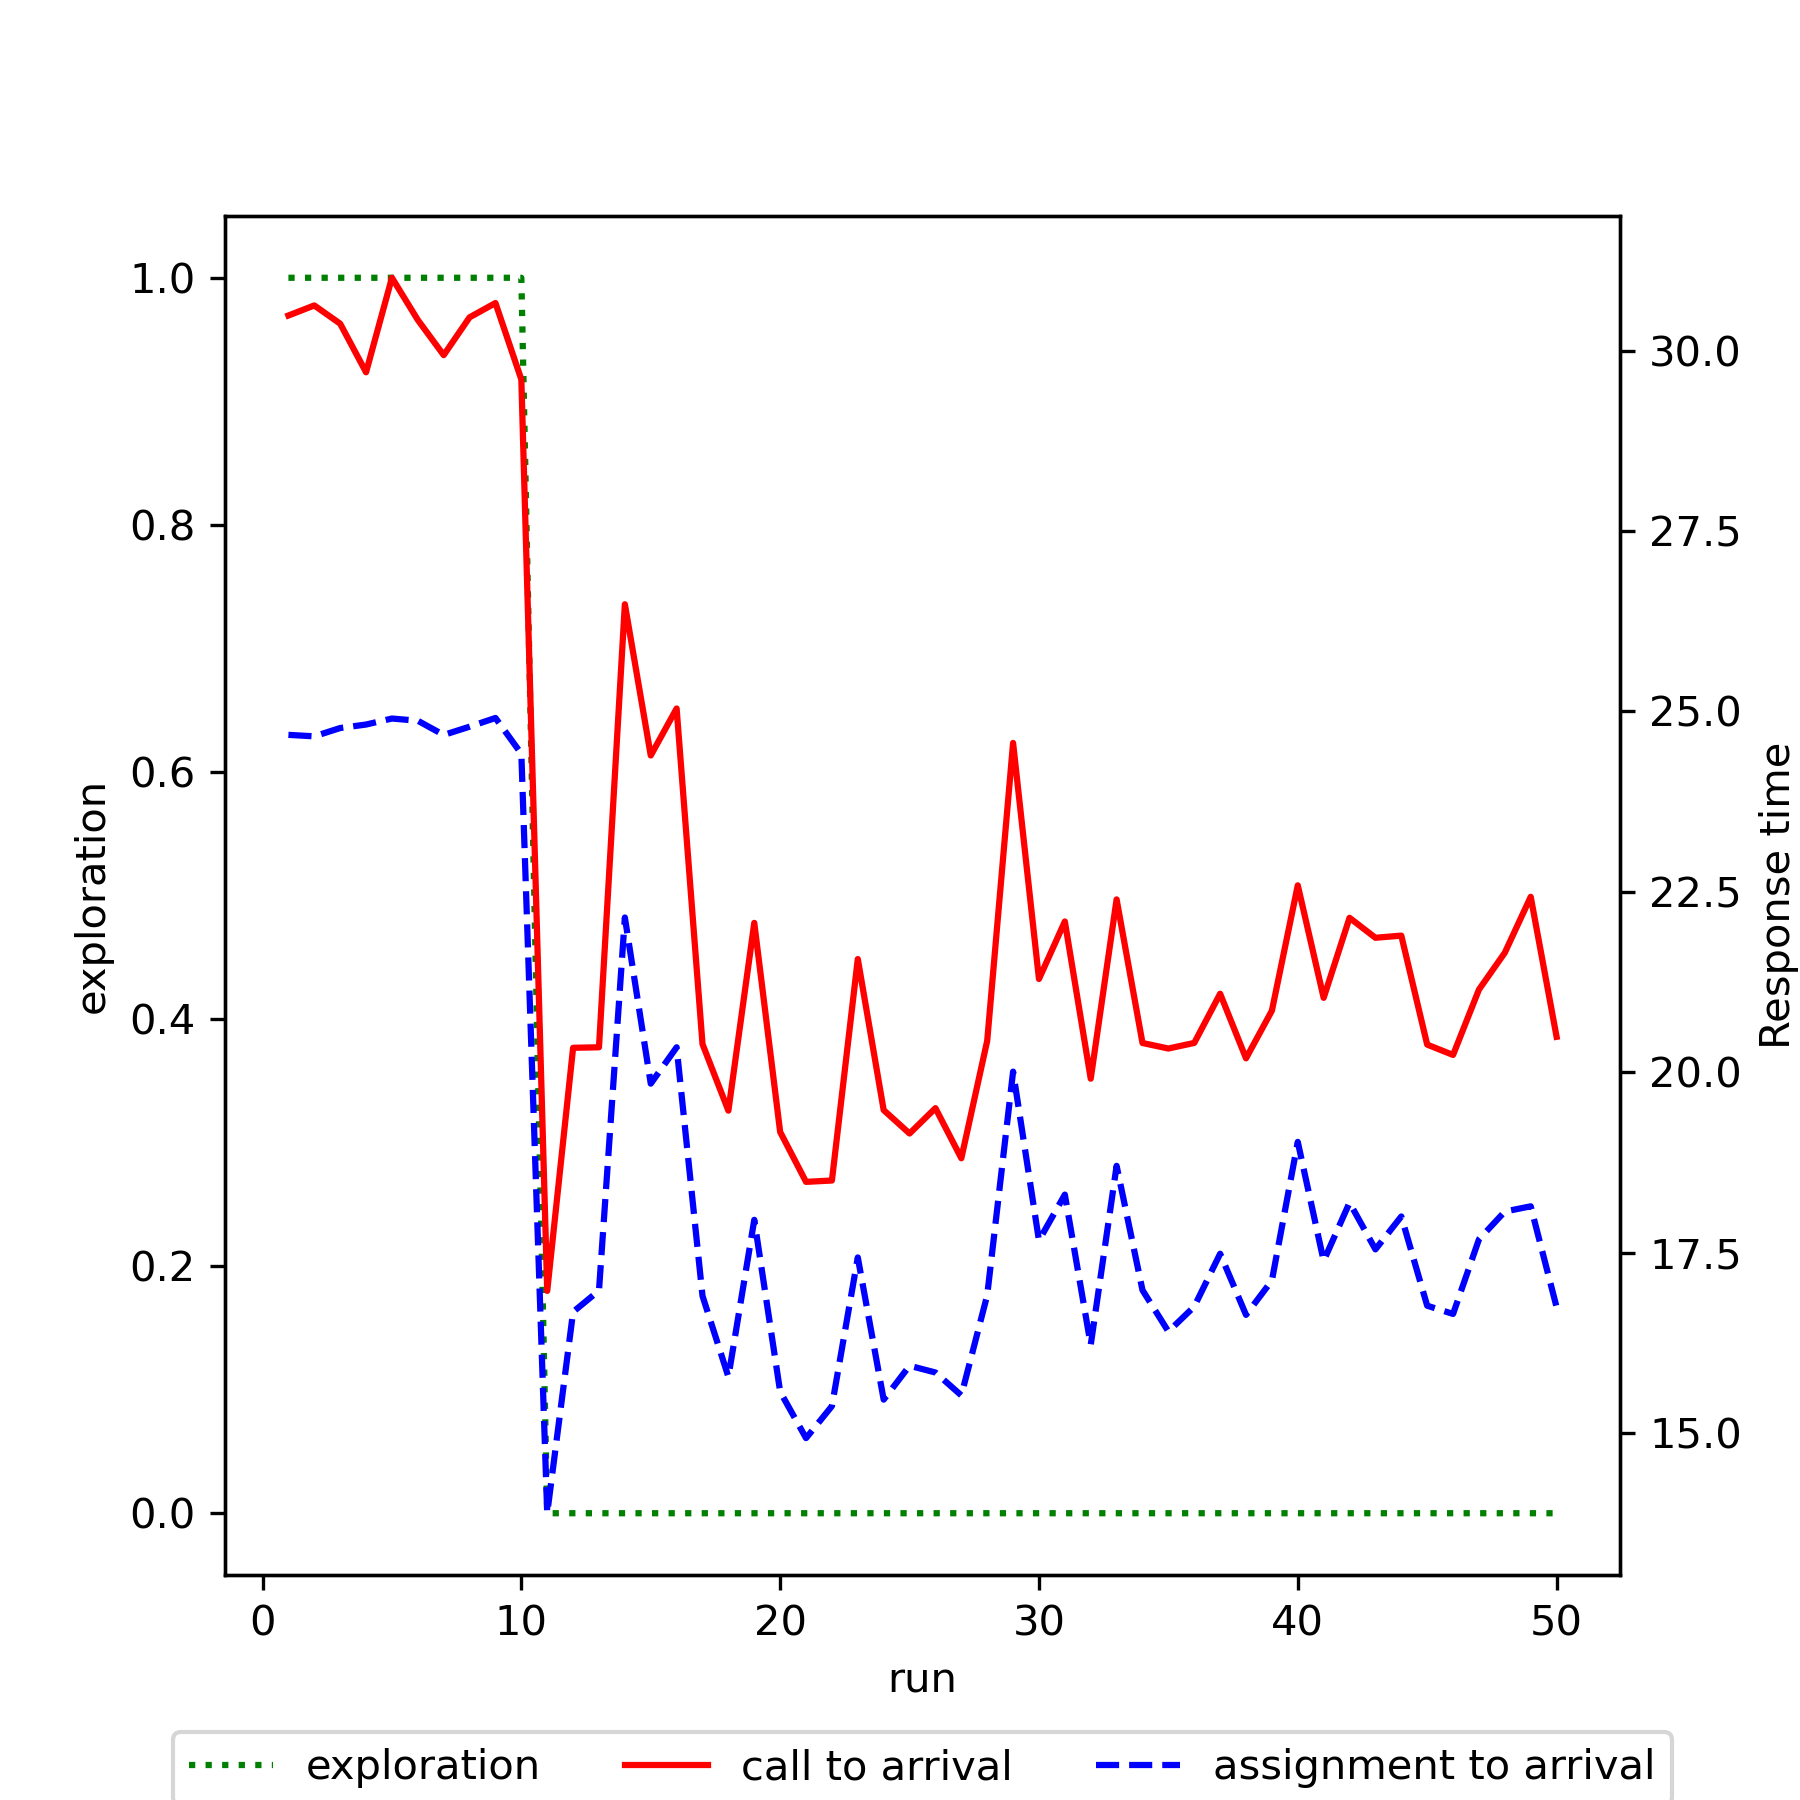 1.0
0.8
0.6
0.4
0.2
0.0
exploration
30.0
27.5
25.0
22.5
20.0
17.5
15.0
Response time
0 10 20 30 40 50
run
exploration call to arrival assignment to arrival